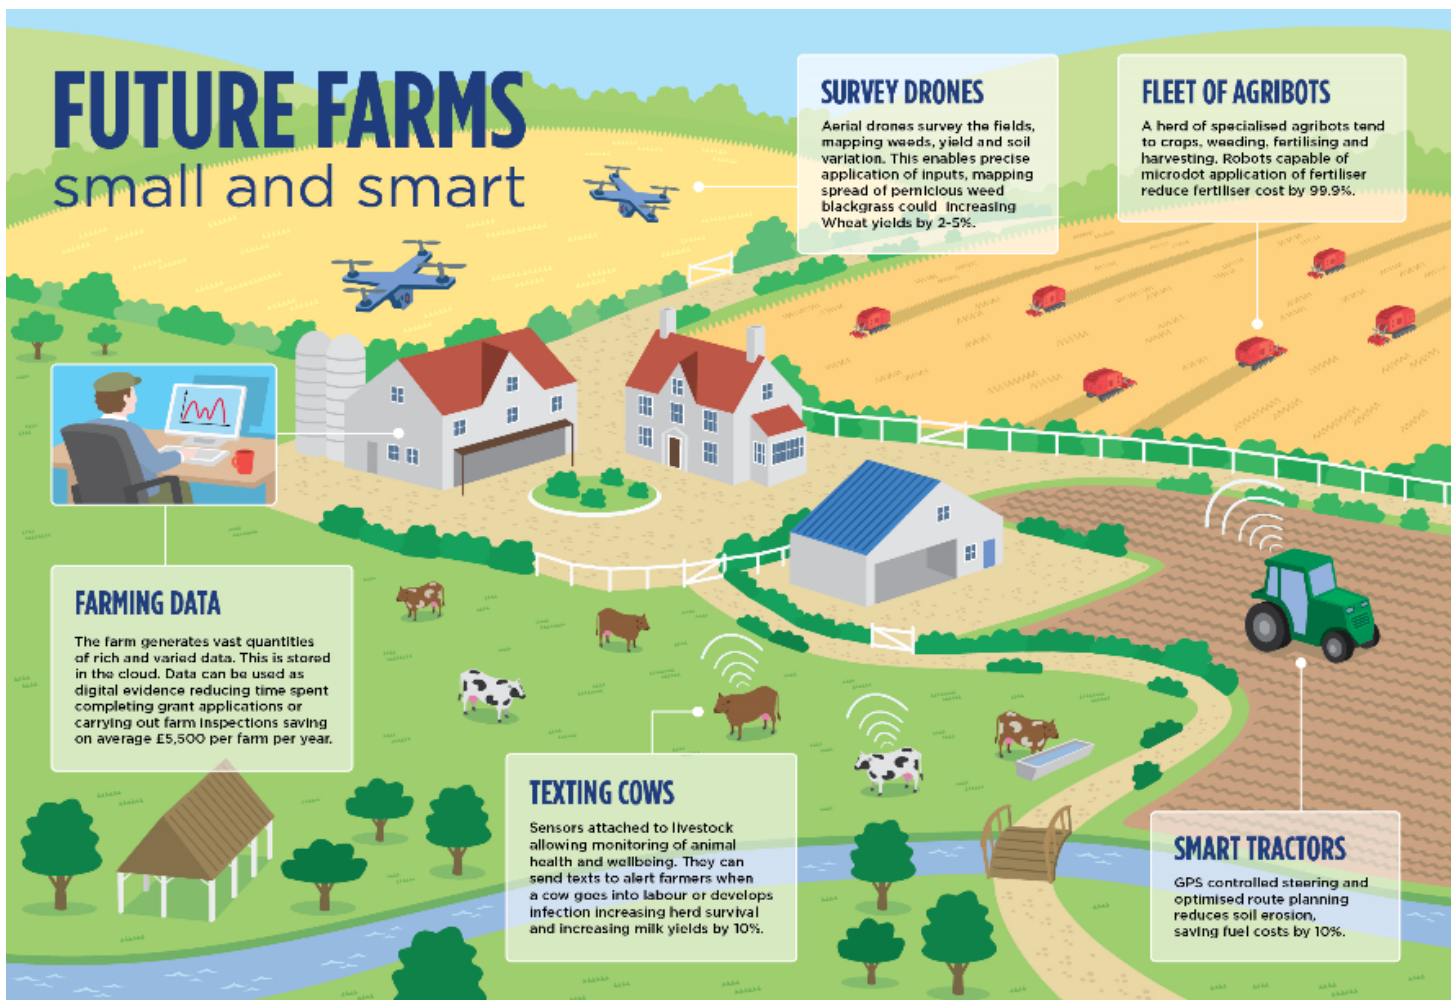 FUTURE FARMS
small and smart
SURVEY DRONES
Aerial drones survey the fields,
mapping weeds, yield and soil
variation. This enables precise
application of inputs, mapping
spread of pernicious weed
blackgrass could increasing
Wheat yields by 2-5%.
FLEET OF AGRIBOTS
A herd of specialised agribots tend
to crops, weeding, fertilising and
harvesting. Robots capable of
microdot application of fertiliser
reduce fertiliser cost by 99.9%.
FARMING DATA
The farm generates vast quantities
of rich and varied data. This is stored
in the cloud. Data can be used as
digital evidence reducing time spent
completing grant applications or
carrying out farm inspections saving
on average £5,500 per farm per year.
TEXTING COWS
Sensors attached to livestock
allowing monitoring of animal
health and wellbeing. They can
send texts to alert farmers when
a cow goes into labour or develops
infection increasing herd survival
and increasing milk yields by 10%.
SMART TRACTORS
GPS controlled steering and
optimised route planning
reduces soil erosion,
saving fuel costs by 10%.